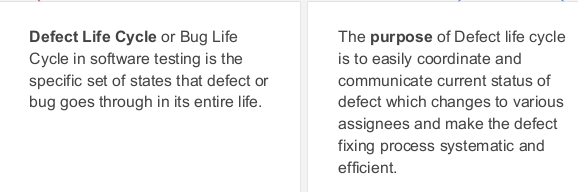 Defect Life Cycle or Bug Life
Cycle in software testing is the
specific set of states that defect or
bug goes through in its entire life.
The purpose of Defect life cycle
is to easily coordinate and
communicate current status of
defect which changes to various
assignees and make the defect
fixing process systematic and
efficient.